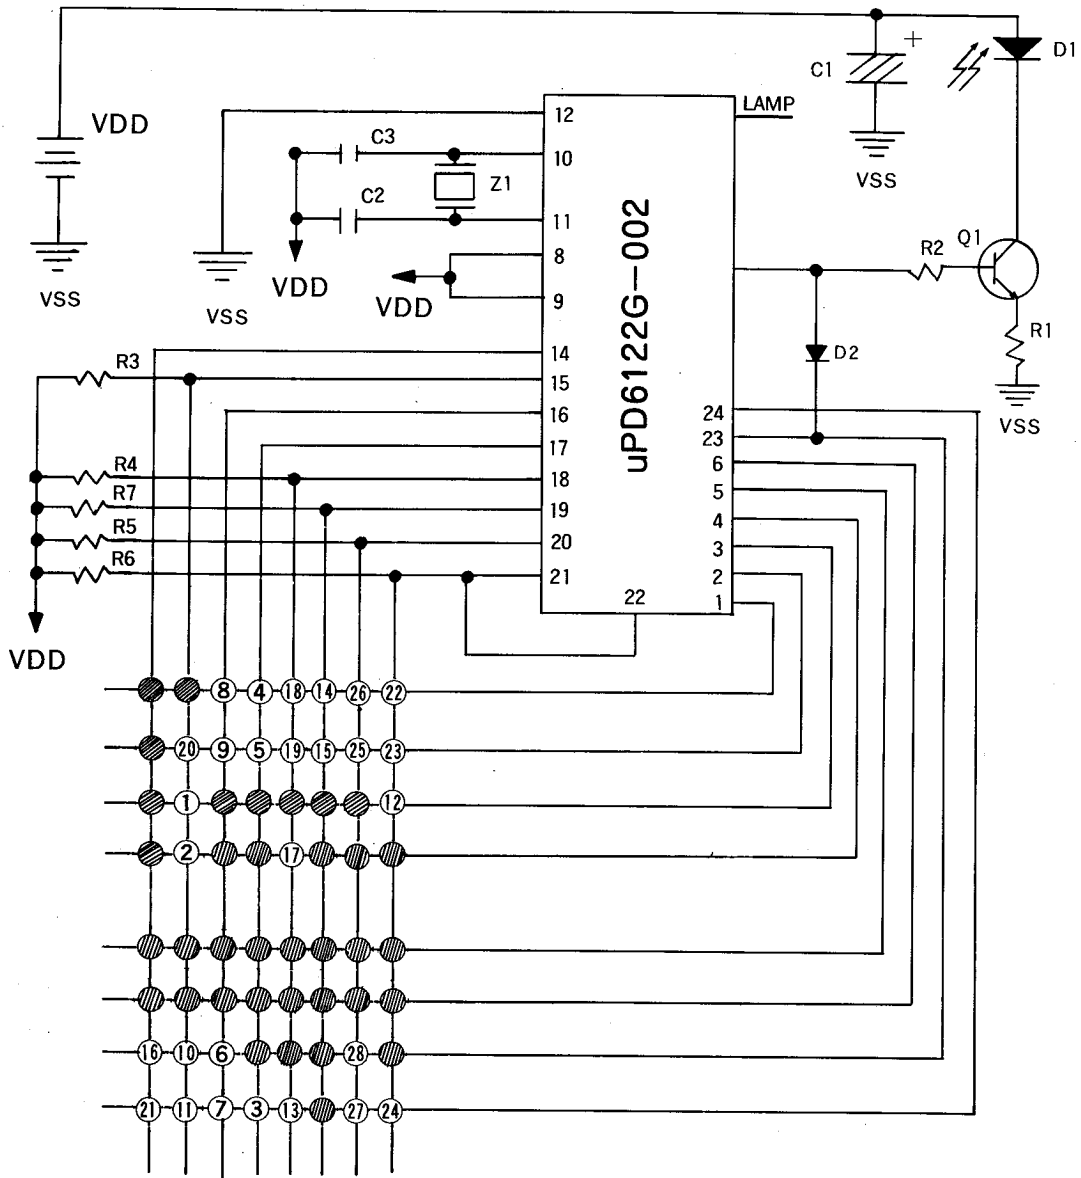 VDD
VSS
C1
+
D1
VSS
LAMP
12
10
11
8
9
C3
C2
Z1
VDD
VDD
VSS
uPD6122G-002
R2
Q1
R1
VSS
D2
R3
R4
R7
R5
R6
VDD
14
15
16
17
18
19
20
21
22
24
23
6
5
4
3
2
1
8 4 18 14 26 22
20 9 5 19 15 25 23
1 12
2 17
16 10 6 28
21 11 7 3 13 27 24